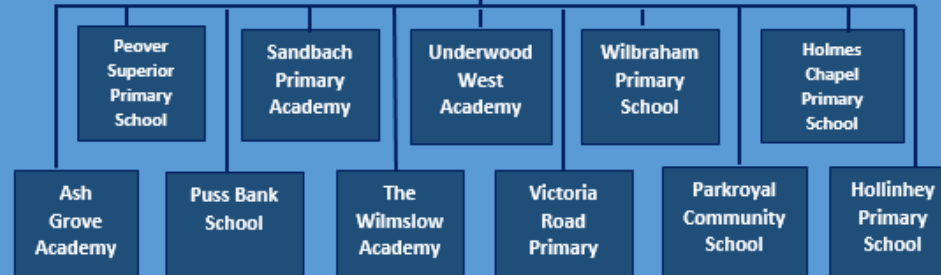 Peover
Superior
Primary
School
Sandbach
Primary
Academy
Underwood
West
Academy
Wilbraham
Primary
School
Holmes
Chapel
Primary
School
Ash
Grove
Academy
Puss Bank
School
The
Wilmslow
Academy
Victoria
Road
Primary
Parkroyal
Community
School
Hollinhey
Primary
School